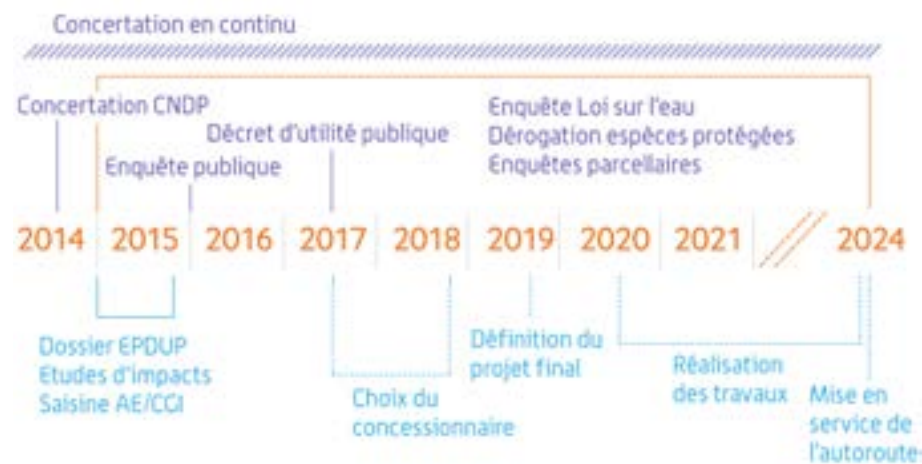 Concertation en continu
Concertation CNDP
Décret d'utilité publique
Enquête publique
Enquête Loi sur l'eau
Dérogation espèces protégées
Enquêtes parcellaires
2014 2015 2016 2017 2018 2019 2020 2021 2024
Dossier EPDUP
Etudes d'impacts
Saisine AE/CGI
Choix du
concessionnaire
Définition du
projet final
Réalisation
des travaux
Mise en
service de
l'autoroute